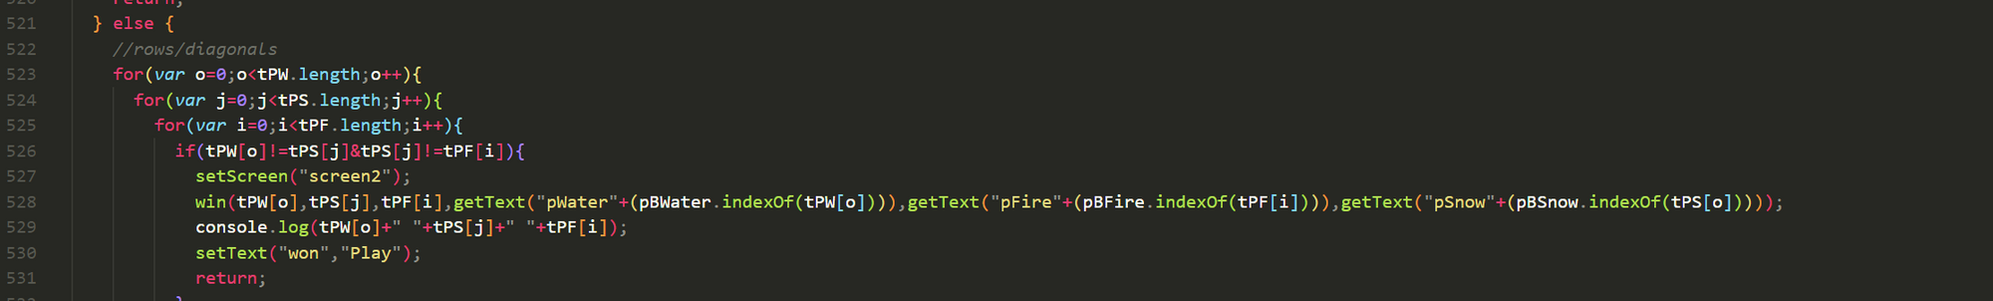 520 return;
521 } else {
522 //rows/diagonals
523 for(var o=0;o<tPW.length;o++){
524 for(var j=0;j<tPS.length;j++){
525 for(var i=0;i<tPF.length;i++){
526 if(tPW[o]!=tPS[j]&tPS[j]!=tPF[i]){
527 setScreen("screen2");
528 win(tPW[o],tPS[j],tPF[i],getText("pWater"+(pBWater.indexOf(tPW[o]))),getText("pFire"+(pBFire.indexOf(tPF[i]))),getText("pSnow"+(pBSnow.indexOf(tPS[o]))));
529 console.log(tPW[o]+" "+tPS[j]+" "+tPF[i]);
530 setText("won","Play");
531 return;
}